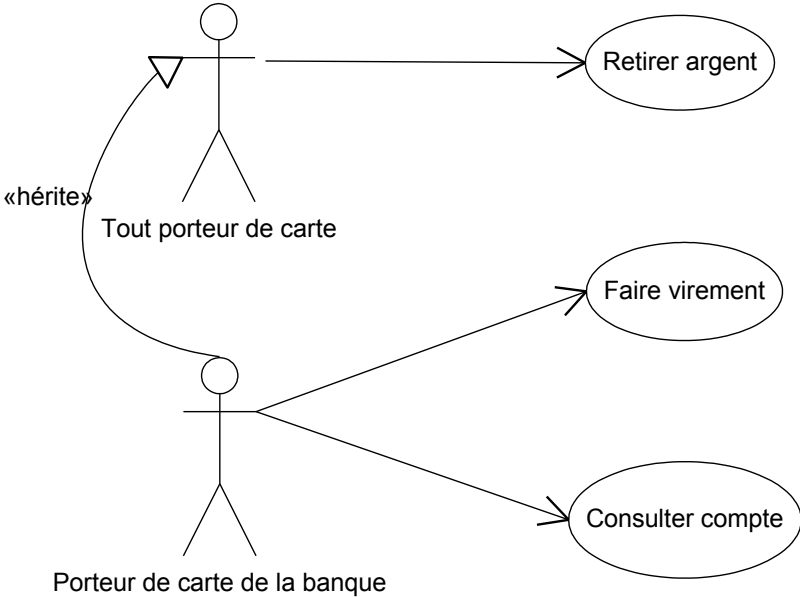 Retirer argent
«hérite»
Tout porteur de carte
Faire virement
Consulter compte
Porteur de carte de la banque